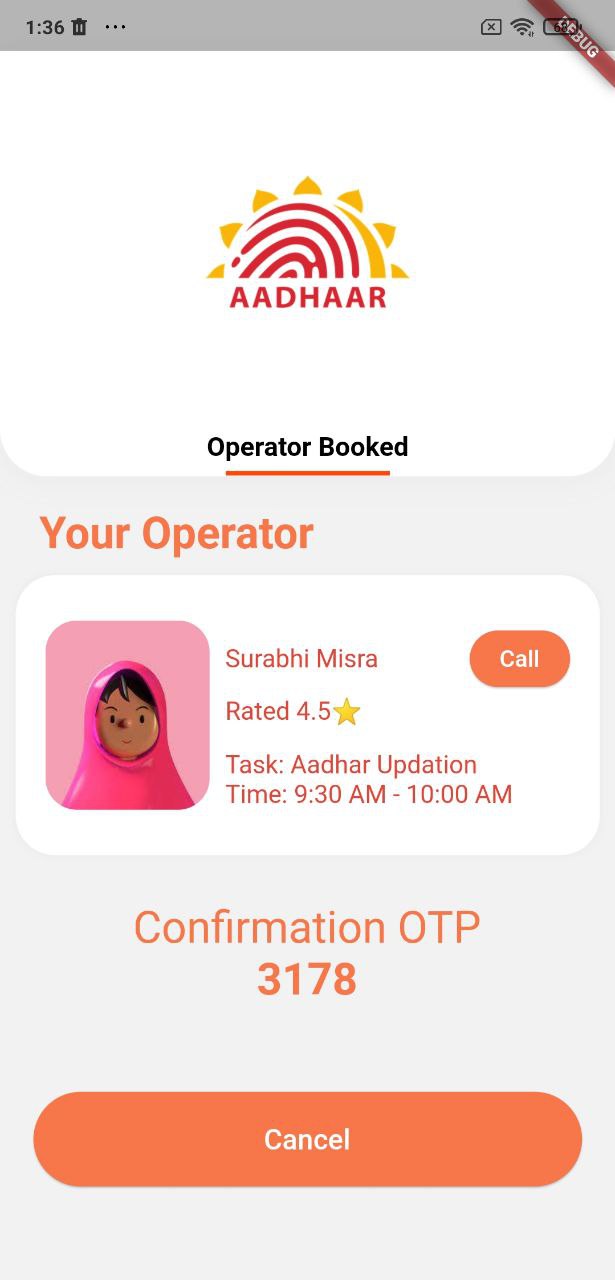 1:36
DEBUG
AADHAAR
Operator Booked
Your Operator
Surabhi Misra
Call
Rated 4.5⭐
Task: Aadhar Updation
Time: 9:30 AM - 10:00 AM
Confirmation OTP
3178
Cancel